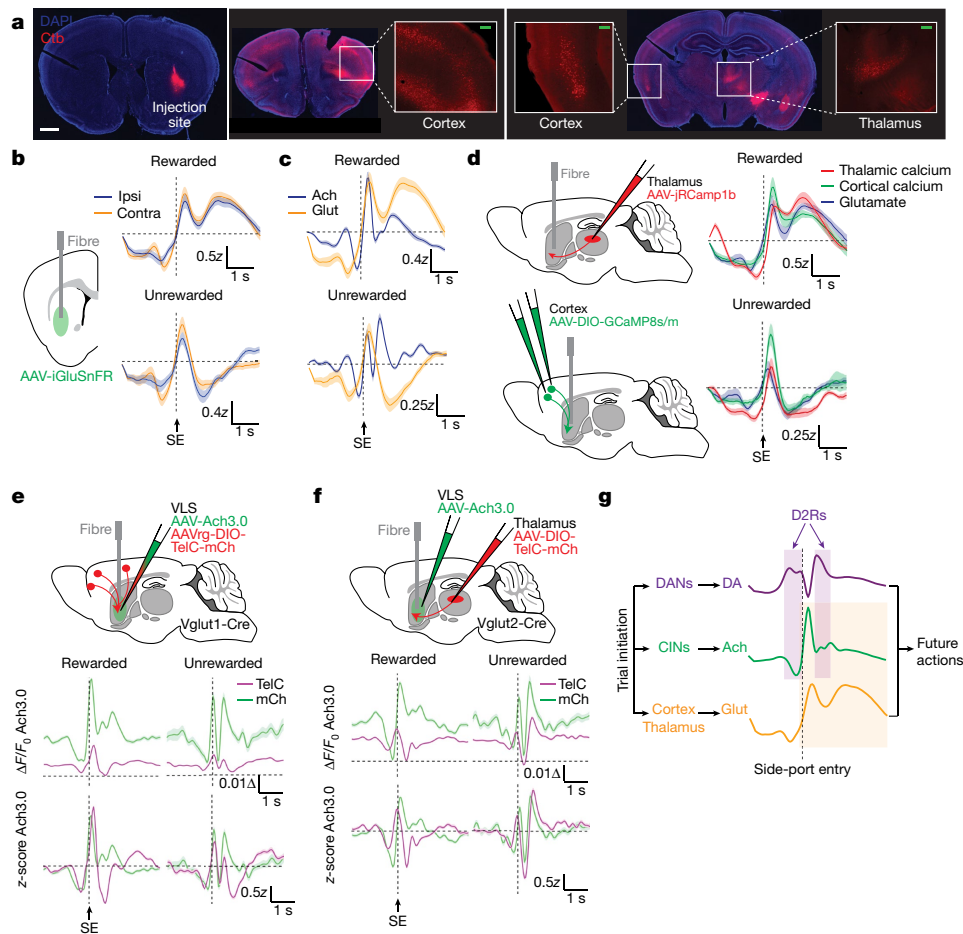 a
DAPI
Ctb
Injection
site
Cortex
Cortex
Thalamus
b
Rewarded
Ipsi
Contra
Fibre
0.5z
1 s
Unrewarded
AAV-iGluSnFR
0.4z
1 s
SE
c
Rewarded
Ach
Glut
0.4z
1 s
Unrewarded
0.25z
1 s
SE
d
Fibre
Thalamus
AAV-jRCamp1b
Cortex
AAV-DIO-GCaMP8s/m
Rewarded
Thalamic calcium
Cortical calcium
Glutamate
0.5z
1 s
Unrewarded
0.25z
1 s
SE
e
VLS
AAV-Ach3.0
AAVrg-DIO-
TelC-mCh
Fibre
Vglut1-Cre
Rewarded
Unrewarded
TelC
mCh
ΔF/F0 Ach3.0
0.01Δ
1 s
z-score Ach3.0
0.5z
1 s
SE
f
VLS
AAV-Ach3.0
Fibre
Thalamus
AAV-DIO-
TelC-mCh
Vglut2-Cre
Rewarded
Unrewarded
TelC
mCh
ΔF/F0 Ach3.0
0.01Δ
1 s
z-score Ach3.0
0.5z
1 s
SE
g
D2Rs
Trial initiation
DANs
DA
CINs
Ach
Cortex
Thalamus
Glut
Future
actions
Side-port entry